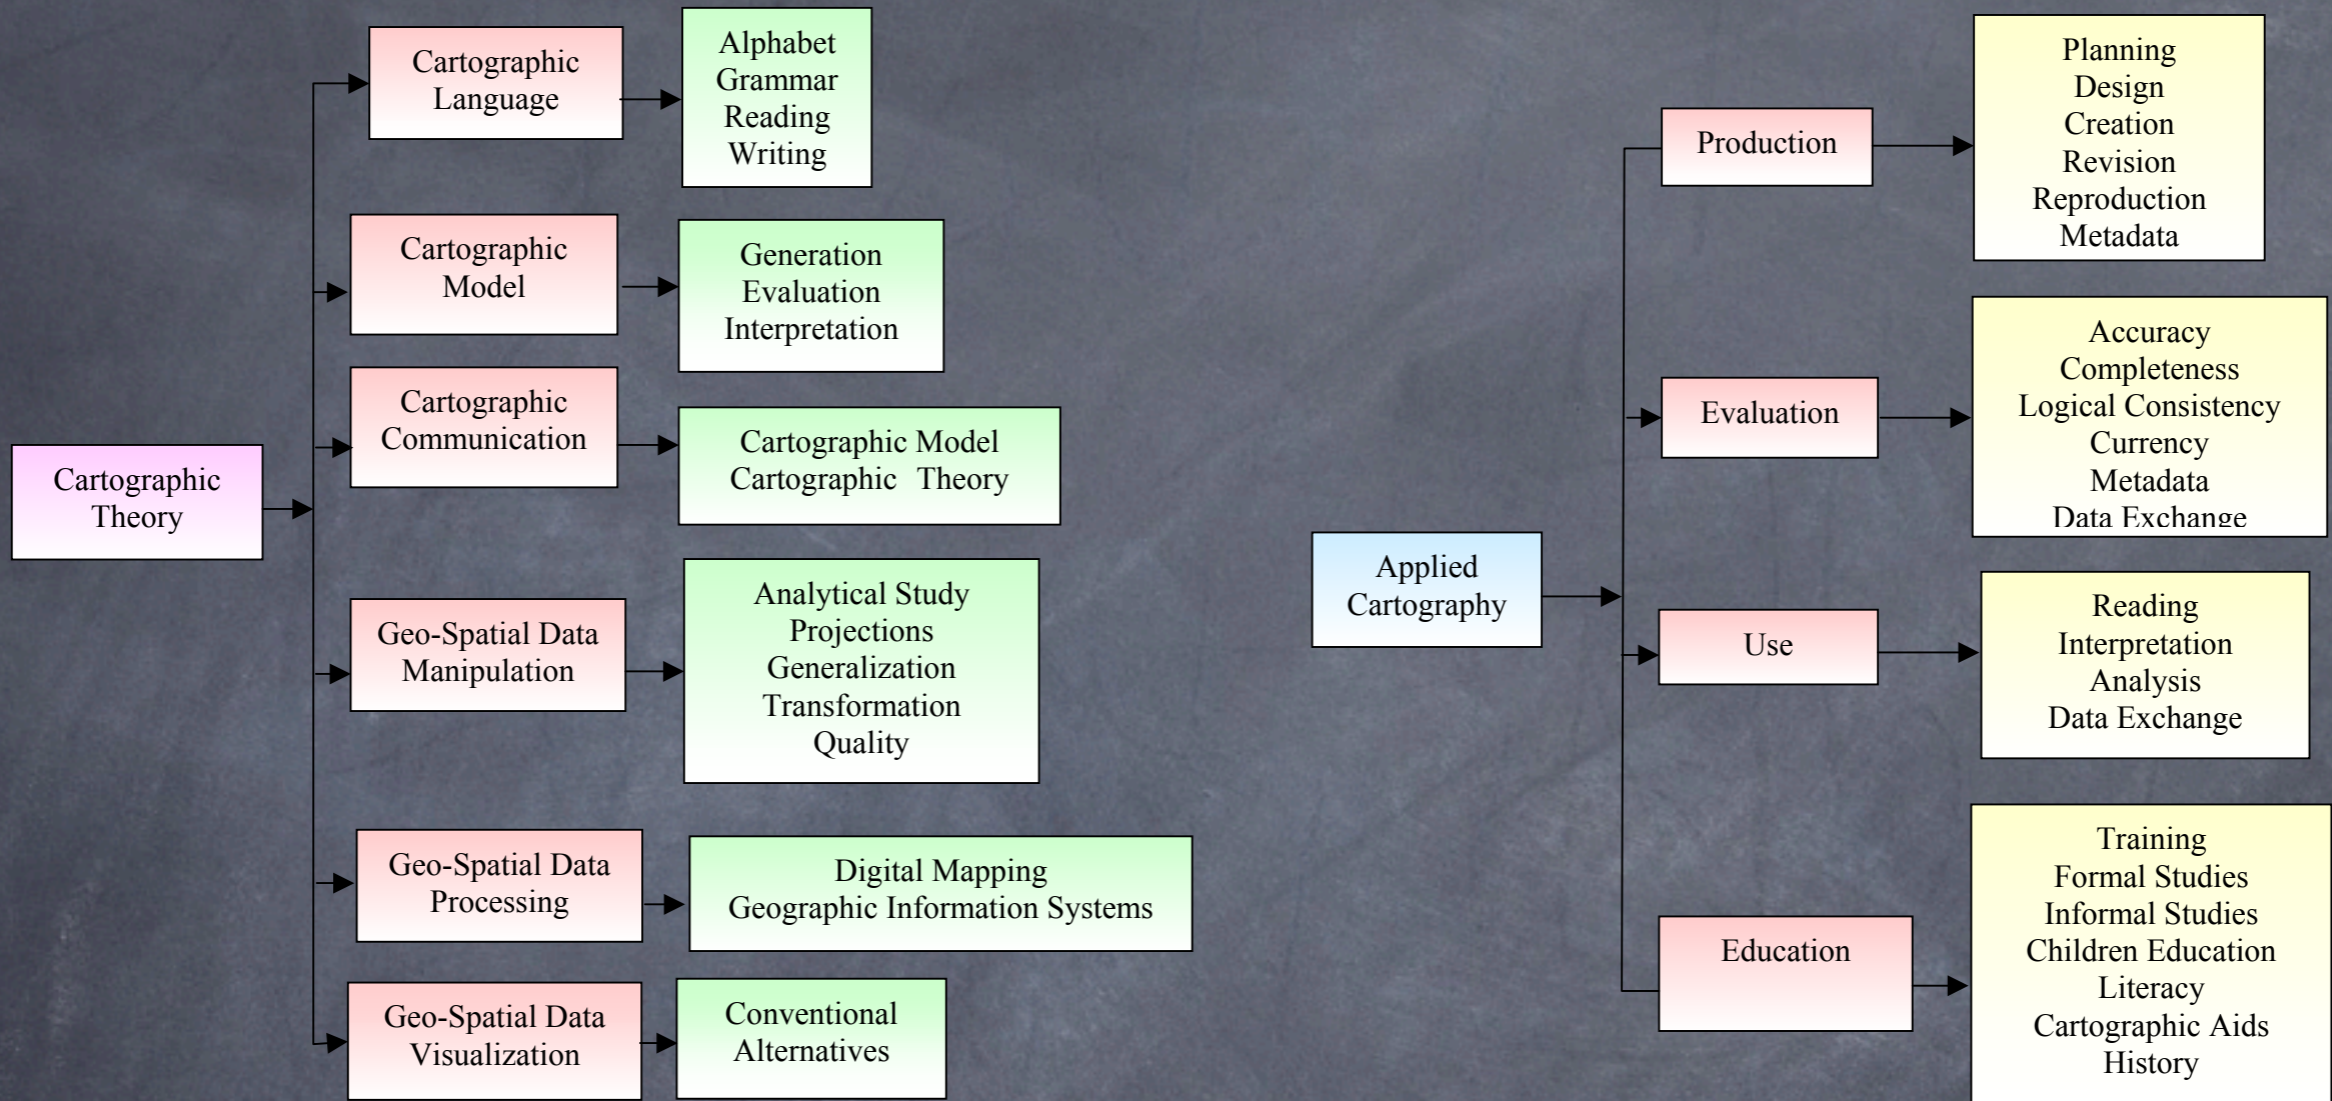 Cartographic
Theory
Cartographic
Language
Alphabet
Grammar
Reading
Writing
Cartographic
Model
Generation
Evaluation
Interpretation
Cartographic
Communication
Cartographic Model
Cartographic Theory
Geo-Spatial Data
Manipulation
Analytical Study
Projections
Generalization
Transformation
Quality
Geo-Spatial Data
Processing
Digital Mapping
Geographic Information Systems
Geo-Spatial Data
Visualization
Conventional
Alternatives
Applied
Cartography
Production
Planning
Design
Creation
Revision
Reproduction
Metadata
Evaluation
Accuracy
Completeness
Logical Consistency
Currency
Metadata
Data Exchange
Use
Reading
Interpretation
Analysis
Data Exchange
Education
Training
Formal Studies
Informal Studies
Children Education
Literacy
Cartographic Aids
History